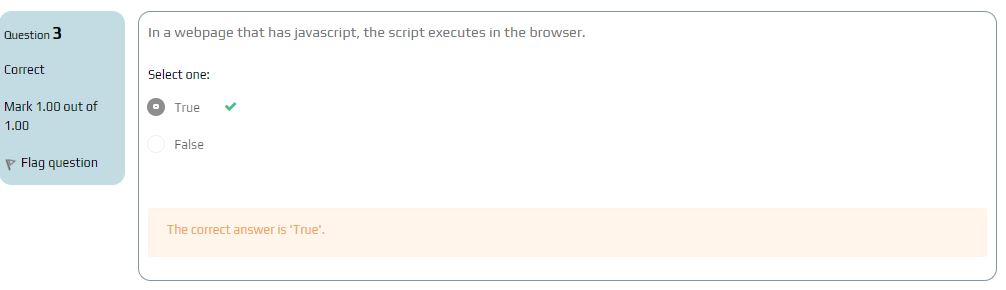 Question 3
Correct
Mark 1.00 out of
1.00
Flag question
In a webpage that has javascript, the script executes in the browser.
Select one:
True
False
The correct answer is 'True'.